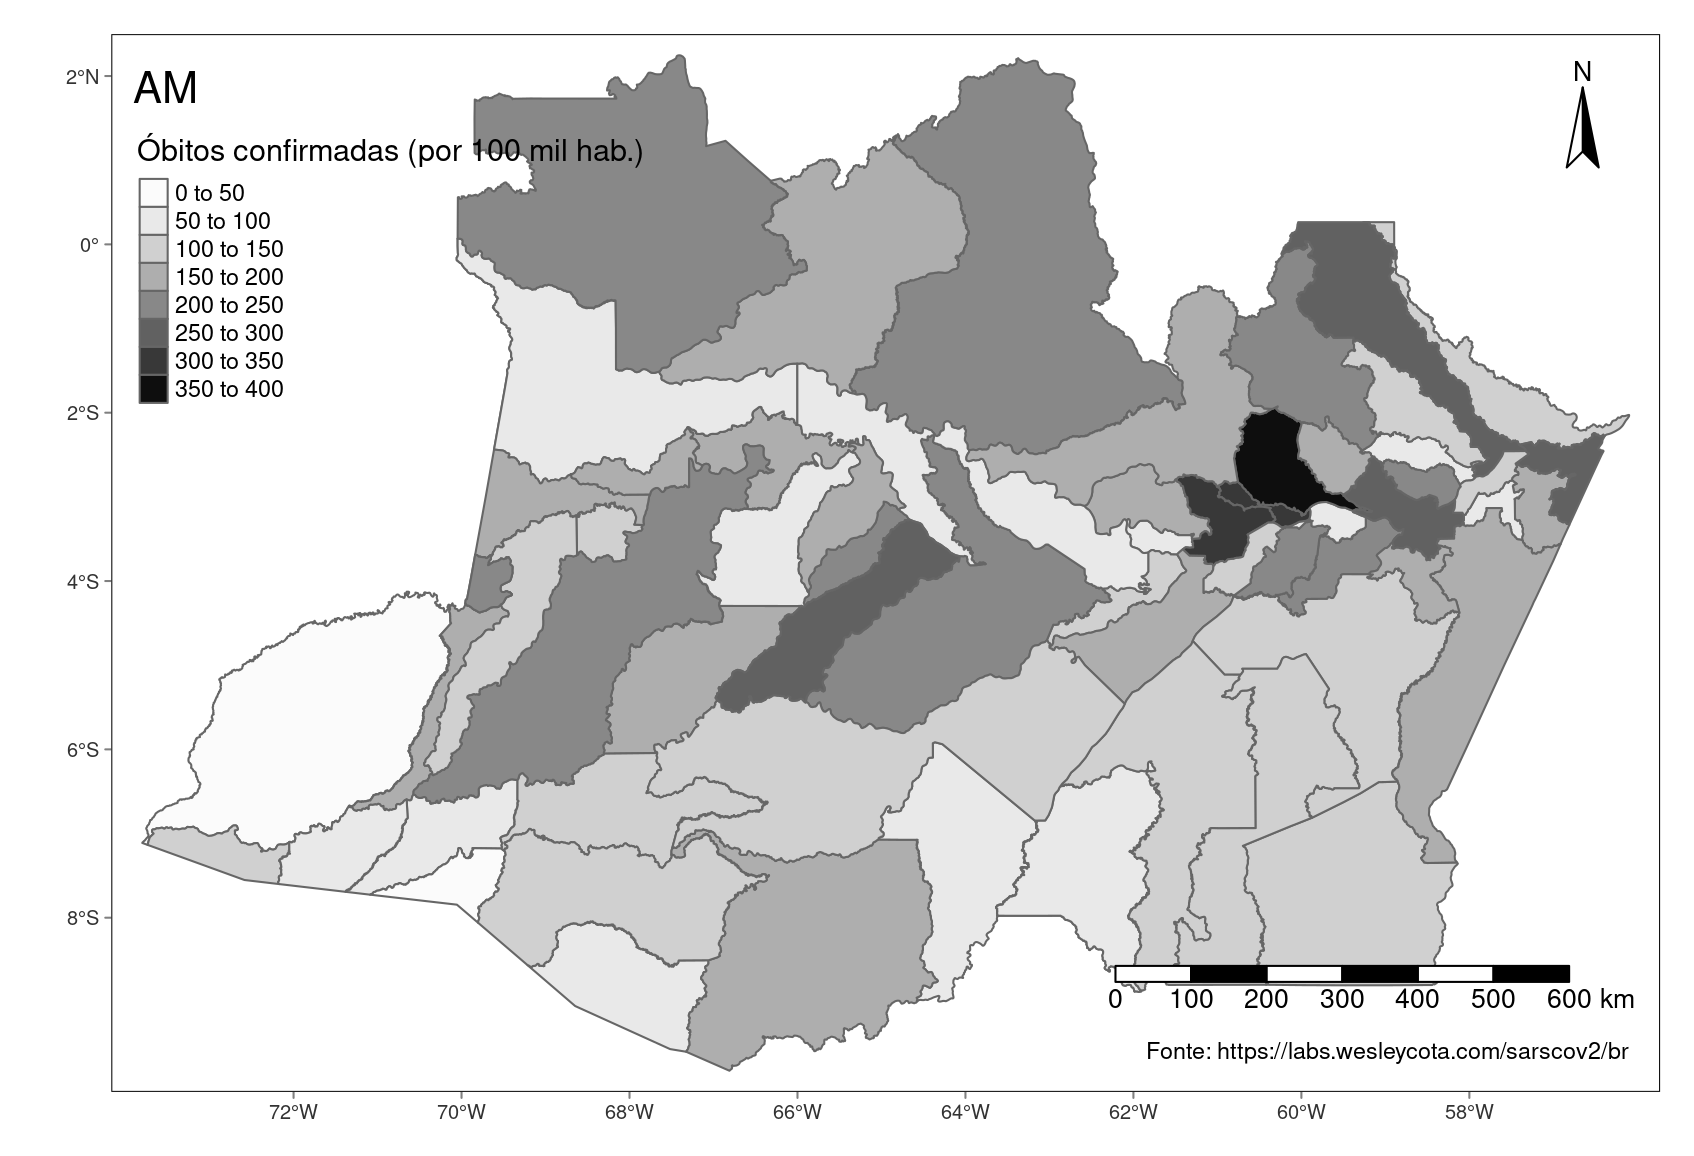 AM
N
Óbitos confirmadas (por 100 mil hab.)
0 to 50
50 to 100
100 to 150
150 to 200
200 to 250
250 to 300
300 to 350
350 to 400
2°N
0°
2°S
4°S
6°S
8°S
0 100 200 300 400 500 600 km
Fonte: https://labs.wesleycota.com/sarscov2/br
72°W 70°W 68°W 66°W 64°W 62°W 60°W 58°W